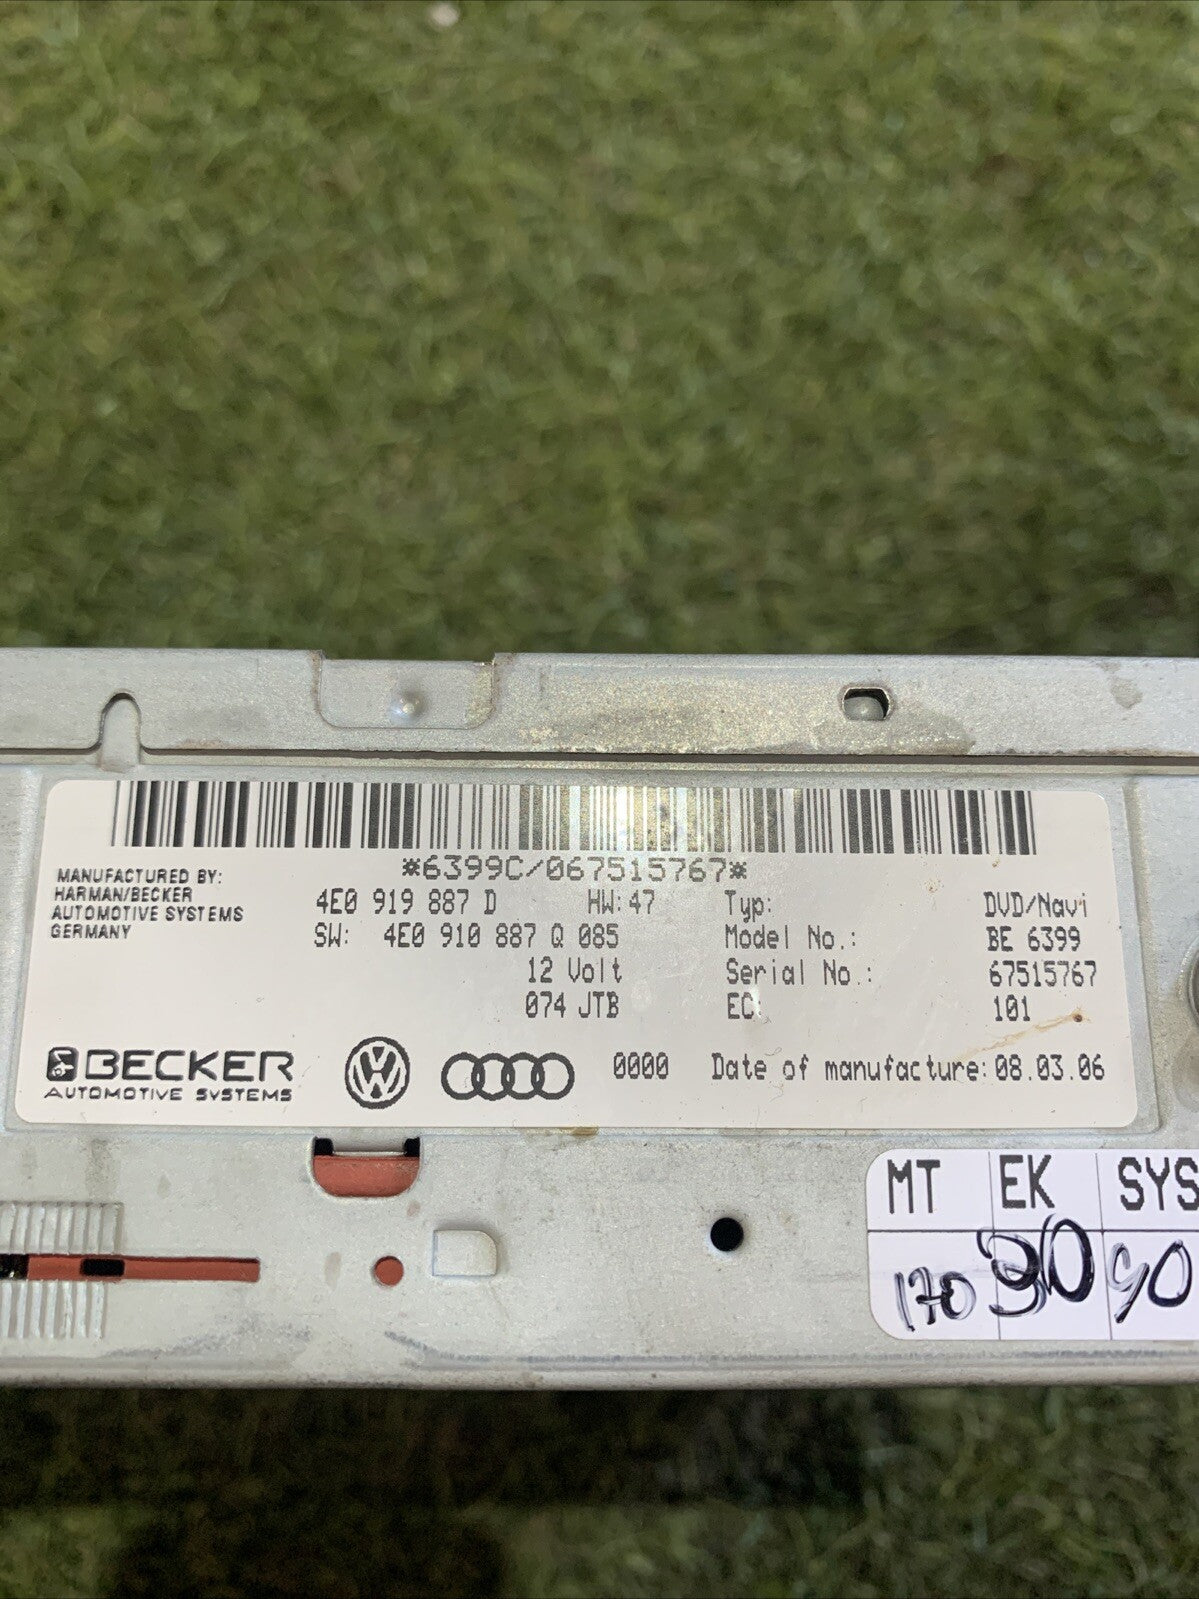 *6399C/067515767*
MANUFACTURED BY:
HARMAN/BECKER
AUTOMOTIVE SYSTEMS
GERMANY
4E0 919 887 D HW:47
SW: 4E0 910 887 Q 085
12 Volt
074 JTB
Typ: DVD/Navi
Model No.: BE 6399
Serial No.: 67515767
EC: 101
BECKER
AUTOMOTIVE SYSTEMS
0000 Date of manufacture: 08.03.06
MT EK SYS
170 30